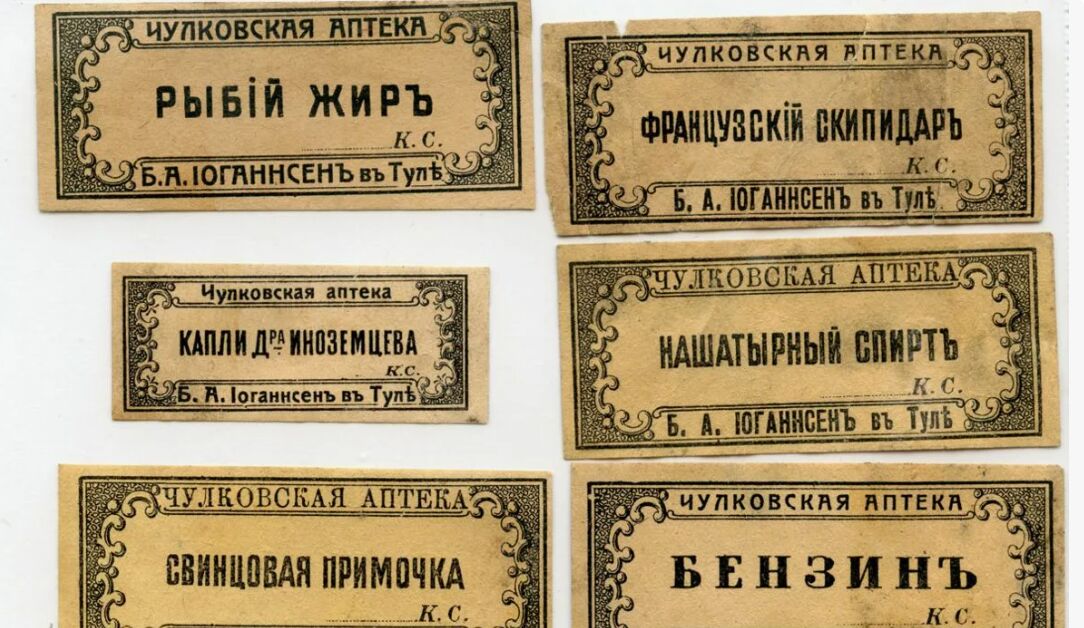 ЧУЛКОВСКАЯ АПТЕКА
РЫБІЙ ЖИРЪ
К. С.
Б. А. ІОГАННСЕНЪ въ Тулѣ
ЧУЛКОВСКАЯ АПТЕКА
ФРАНЦУЗСКІЙ СКИПИДАРЪ
К. С.
Б. А. ІОГАННСЕНЪ въ Тулѣ.
Чулковская аптека
КАПЛИ ДРА ИНОЗЕМЦЕВА
К.С.
Б. А. Іоганнсенъ въ Тулѣ
ЧУЛКОВСКАЯ АПТЕКА
НАШАТЫРНЫЙ СПИРТЪ
К. С.
Б. А. ІОГАННСЕНЪ въ Тулѣ
ЧУЛКОВСКАЯ АПТЕКА
СВИНЦОВАЯ ПРИМОЧКА
К. С.
ЧУЛКОВСКАЯ АПТЕКА
БЕНЗИНЪ
К. С.